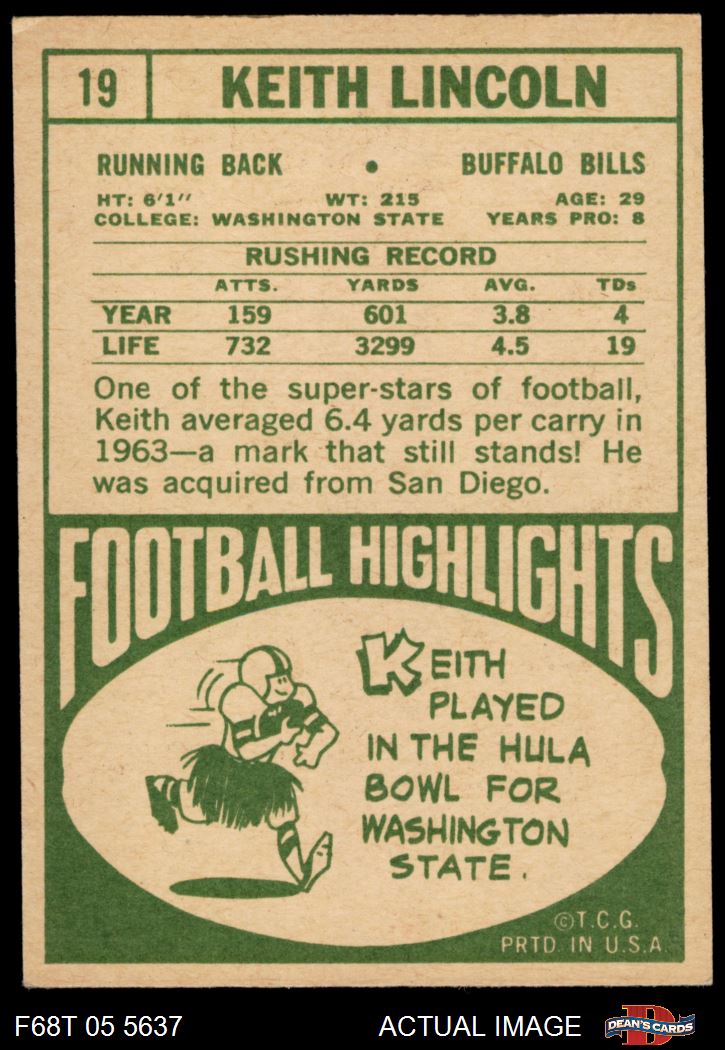 19 KEITH LINCOLN
RUNNING BACK • BUFFALO BILLS
HT: 6'1" WT: 215 AGE: 29
COLLEGE: WASHINGTON STATE YEARS PRO: 8
RUSHING RECORD
ATTS. YARDS AVG. TDs
YEAR 159 601 3.8 4
LIFE 732 3299 4.5 19
One of the super-stars of football,
Keith averaged 6.4 yards per carry in
1963—a mark that still stands! He
was acquired from San Diego.
FOOTBALL HIGHLIGHTS
KEITH
PLAYED
IN THE HULA
BOWL FOR
WASHINGTON
STATE.
©T.C.G.
PRTD. IN U.S.A.
F68T 05 5637 ACTUAL IMAGE DEAN'S CARDS